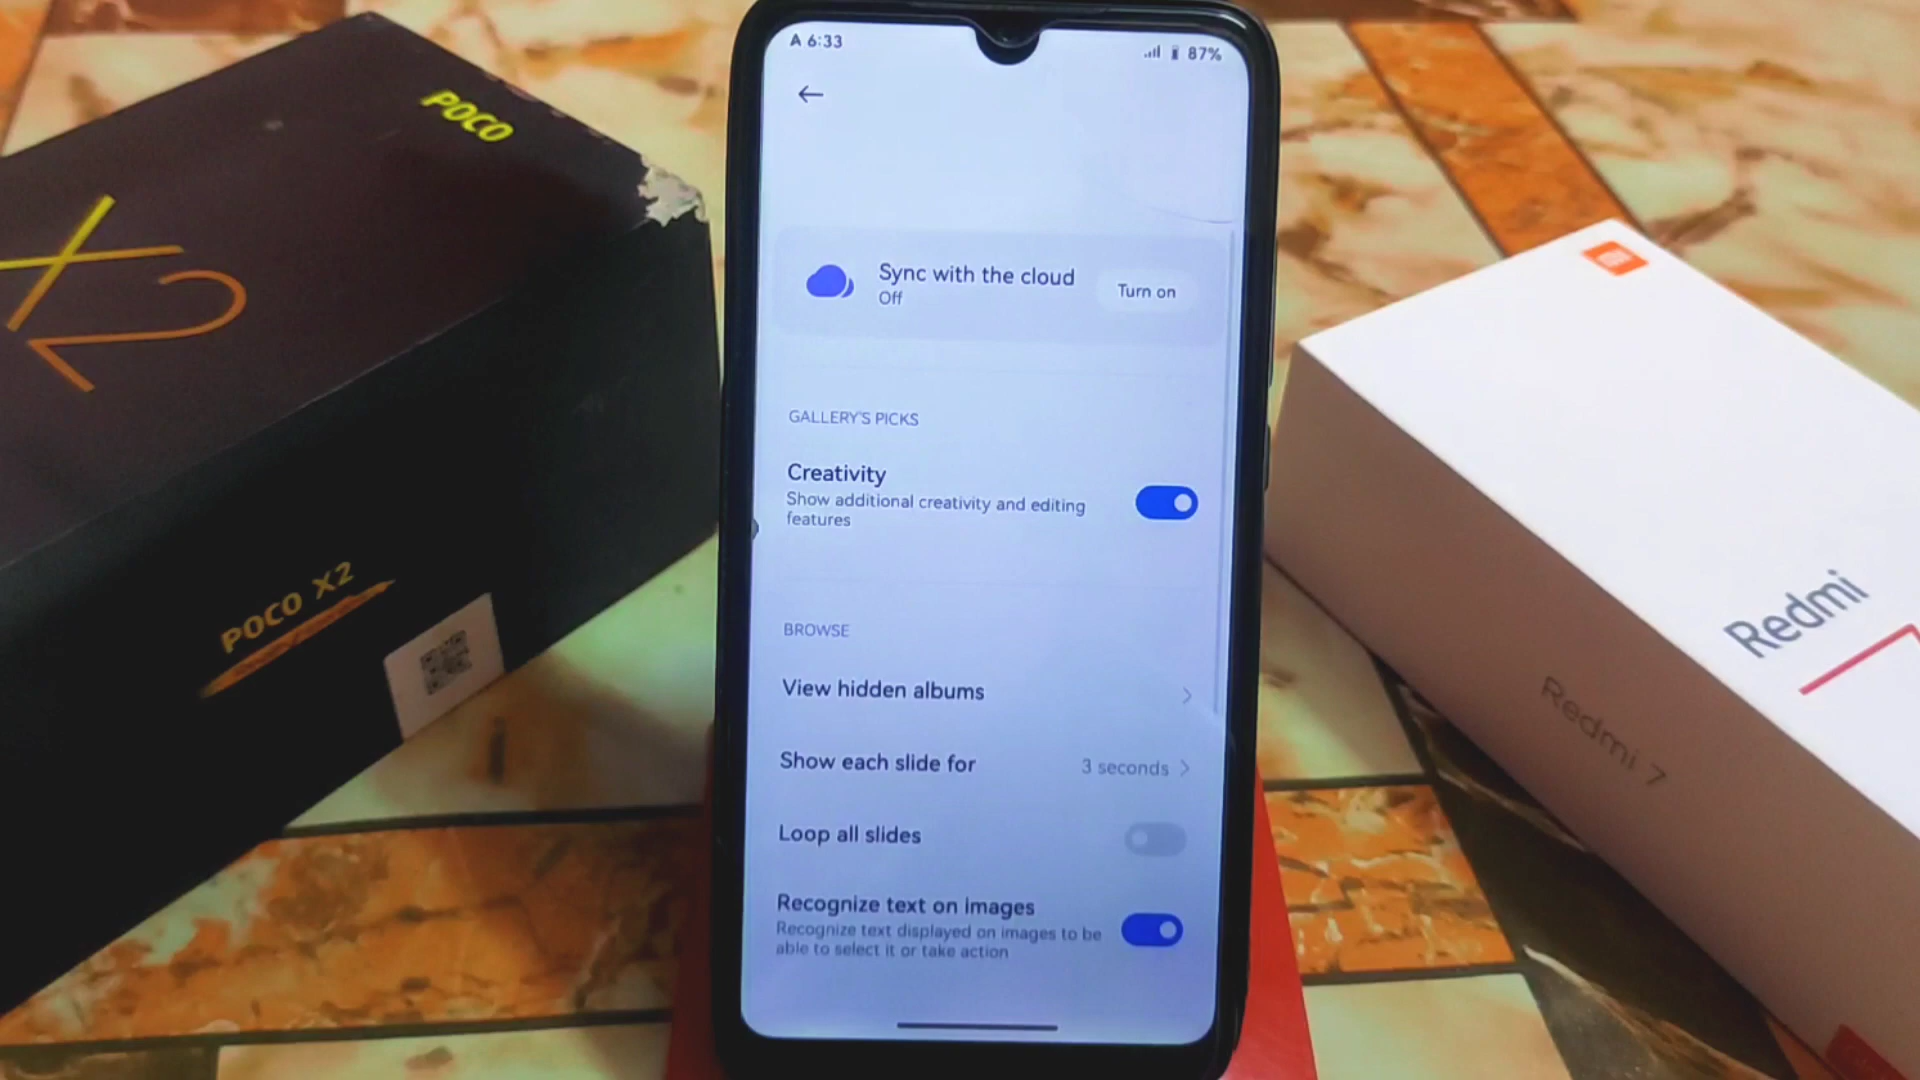 POCO
X2
POCO X2
A 6:33
87%
Sync with the cloud
Off
Turn on
GALLERY'S PICKS
Creativity
Show additional creativity and editing
features
BROWSE
View hidden albums
Show each slide for
3 seconds
Loop all slides
Recognize text on images
Recognize text displayed on images to be
able to select it or take action
Redmi
Redmi 7